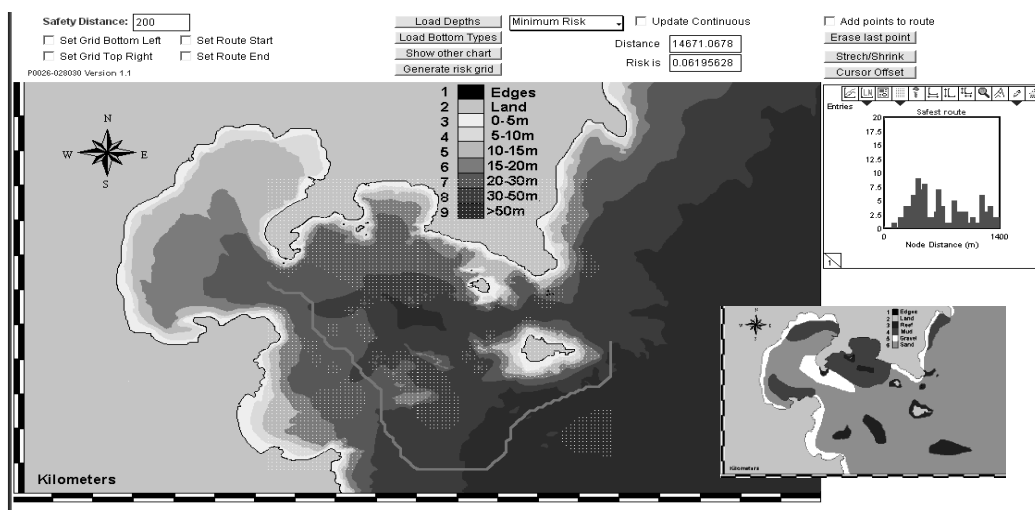 Safety Distance: 200
Set Grid Bottom Left
Set Route Start
Set Grid Top Right
Set Route End
P0026-028030 Version 1.1
Load Depths
Load Bottom Types
Show other chart
Generate risk grid
Minimum Risk
Update Continuous
Distance 14671.0678
Risk is 0.06195628
Add points to route
Erase last point
Strech/Shrink
Cursor Offset
N
W E
S
1 Edges
2 Land
3 0-5m
4 5-10m
5 10-15m
6 15-20m
7 20-30m
8 30-50m
9 >50m
Kilometers
Entries
Safest route
20
17.5
15
12.5
10
7.5
5
2.5
0
0 1400
Node Distance (m)
1
1 Edges
2 Land
3 Reef
4 Mud
5 Gravel
6 Sand
Kilometers